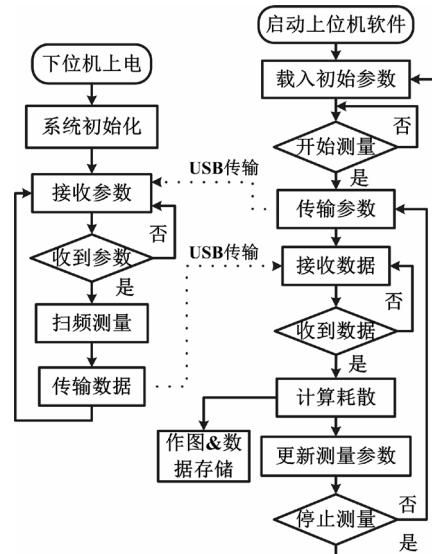 下位机上电
系统初始化
接收参数
否
收到参数
是
扫频测量
传输数据
USB传输
USB传输
启动上位机软件
载入初始参数
否
开始测量
是
传输参数
接收数据
否
收到数据
是
计算耗散
作图&数
据存储
更新测量参数
否
停止测量
是